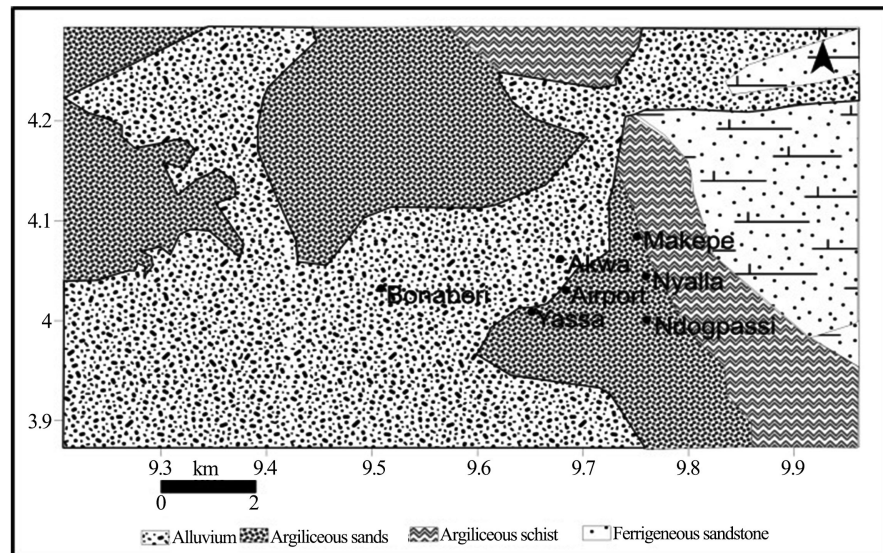 N
4.2
4.1
4
3.9
Makepe
Akwa
Nyalla
Bonaberi
Airport
Yassa
Ndogpassi
9.3 9.4 9.5 9.6 9.7 9.8 9.9
km
0 2
Alluvium Argiliceous sands Argiliceous schist Ferrigeneous sandstone